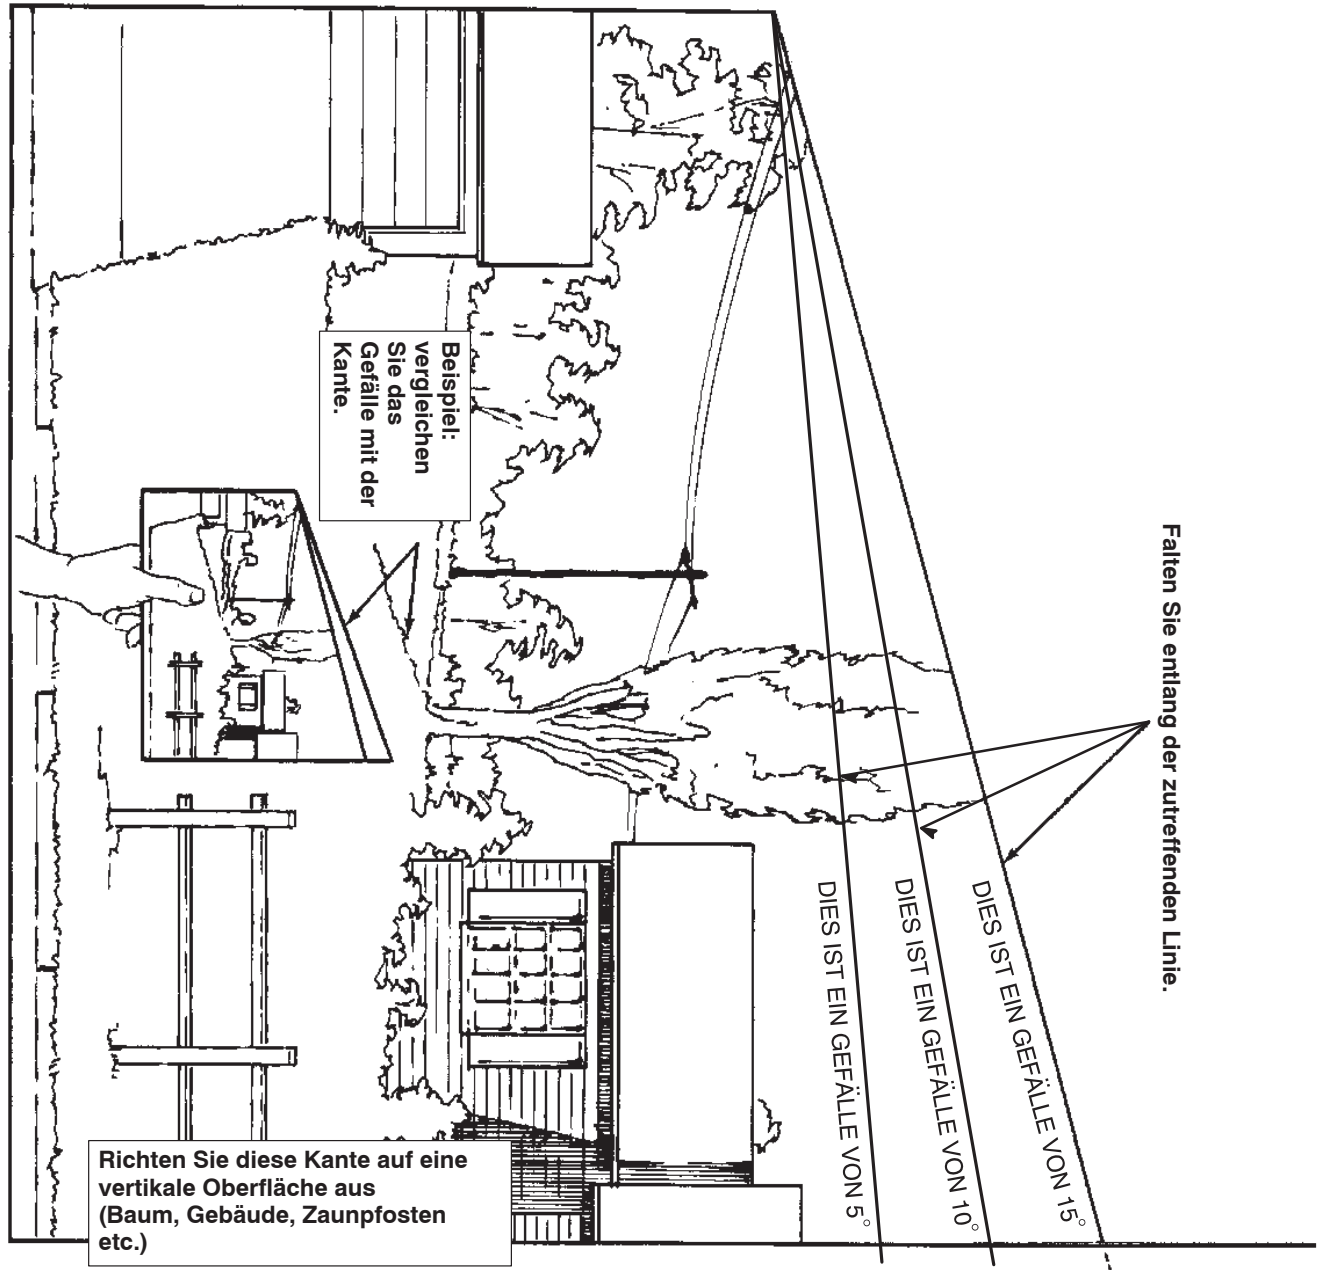 Falten Sie entlang der zutreffenden Linie.
DIES IST EIN GEFÄLLE VON 15°
DIES IST EIN GEFÄLLE VON 10°
DIES IST EIN GEFÄLLE VON 5°
Beispiel:
vergleichen
Sie das
Gefälle mit der
Kante.
Richten Sie diese Kante auf eine
vertikale Oberfläche aus
(Baum, Gebäude, Zaunpfosten
etc.)